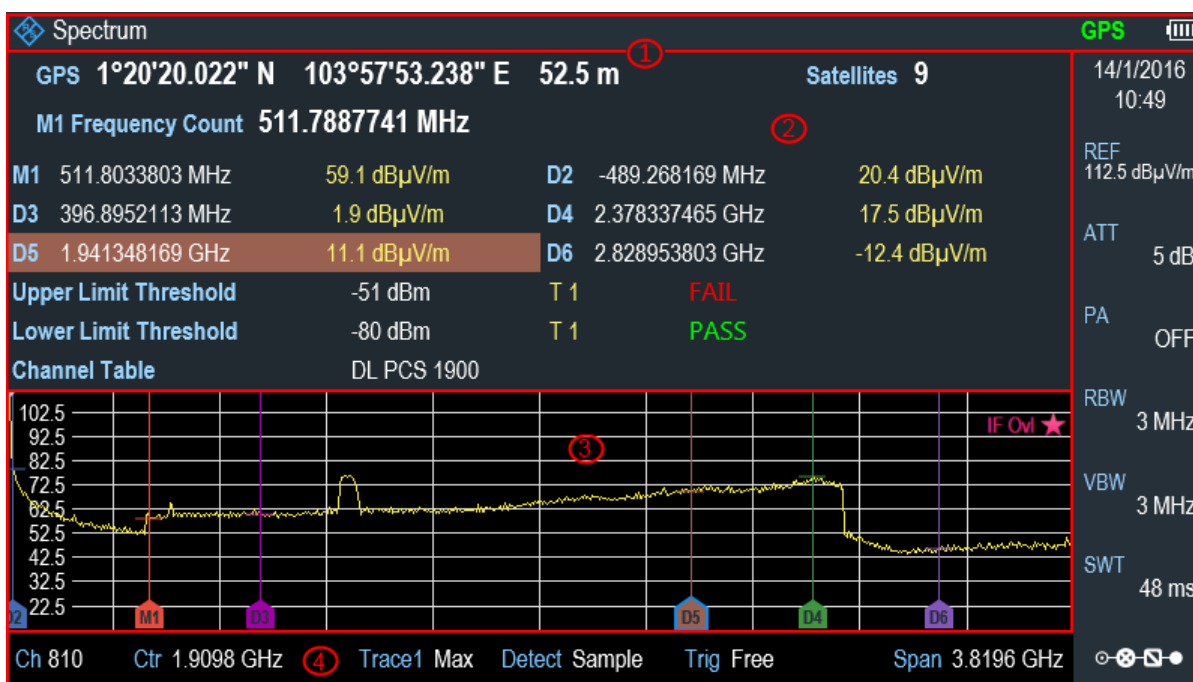 Spectrum
GPS
1
GPS 1°20'20.022" N 103°57'53.238" E 52.5 m Satellites 9
14/1/2016
10:49
M1 Frequency Count 511.7887741 MHz
2
M1 511.8033803 MHz 59.1 dBµV/m D2 -489.268169 MHz 20.4 dBµV/m
D3 396.8952113 MHz 1.9 dBµV/m D4 2.378337465 GHz 17.5 dBµV/m
D5 1.941348169 GHz 11.1 dBµV/m D6 2.828953803 GHz -12.4 dBµV/m
Upper Limit Threshold -51 dBm T 1 FAIL
Lower Limit Threshold -80 dBm T 1 PASS
Channel Table DL PCS 1900
REF
112.5 dBµV/m
ATT
5 dB
PA
OFF
RBW
3 MHz
VBW
3 MHz
SWT
48 ms
102.5
92.5
82.5
72.5
62.5
52.5
42.5
32.5
22.5
IF Ovl
3
D2 M1 D3 D5 D4 D6
Ch 810 Ctr 1.9098 GHz 4 Trace1 Max Detect Sample Trig Free Span 3.8196 GHz